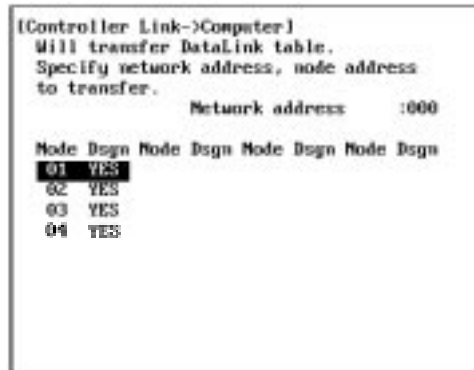 [Controller Link->Computer]
Will transfer DataLink table.
Specify network address, node address
to transfer.
Network address :000
Node Dsgn Node Dsgn Node Dsgn Node Dsgn
01 YES
02 YES
03 YES
04 YES